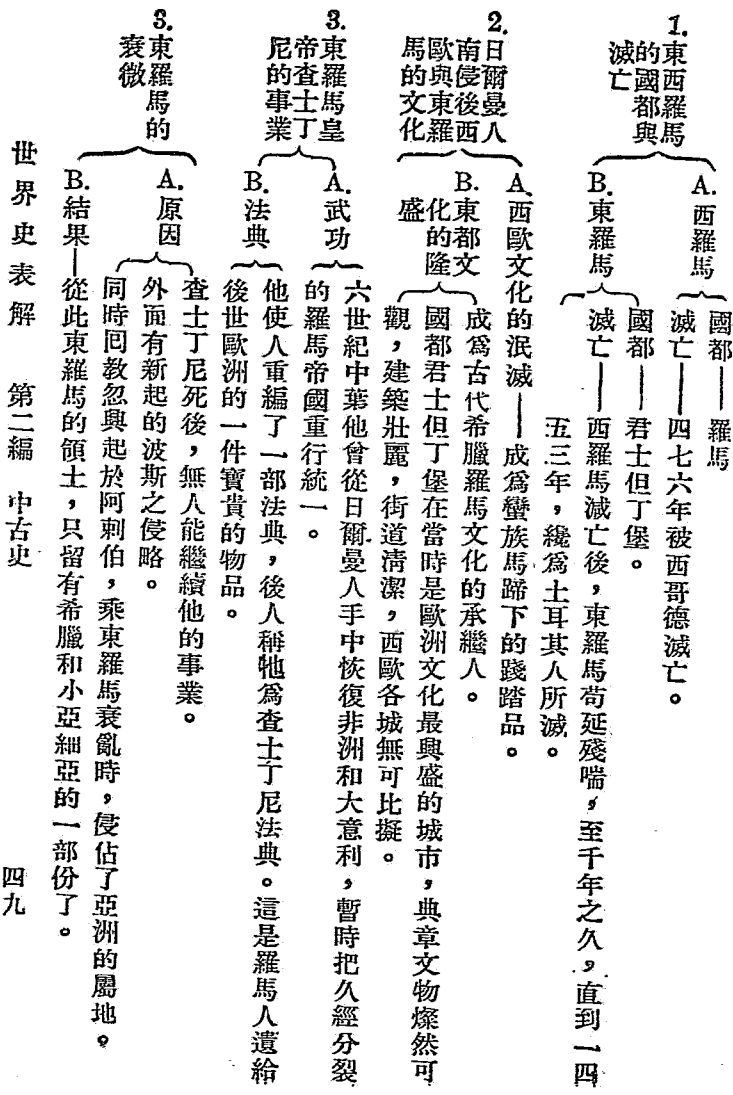 1.東西羅馬
的國都與
滅亡
A.西羅馬
國都——羅馬
滅亡——四七六年被西哥德滅亡。
B.東羅馬
國都——君士但丁堡。
滅亡——西羅馬滅亡後，東羅馬苟延殘喘，至千年之久，直到一四
五三年，纔爲土耳其人所滅。
2.日爾曼人
南侵後西
歐與東羅
馬的文化
A.西歐文化的泯滅——成爲蠻族馬蹄下的踐踏品。
B.東都文
化的隆
盛
成爲古代希臘羅馬文化的承繼人。
國都君士但丁堡在當時是歐洲文化最興盛的城市，典章文物燦然可
觀，建築壯麗，街道淸潔，西歐各城無可比擬。
3.東羅馬皇
帝查士丁
尼的事業
A.武功
六世紀中葉他曾從日爾曼人手中恢復非洲和大意利，暫時把久經分裂
的羅馬帝國重行統一。
B.法典
他使人重編了一部法典，後人稱牠爲查士丁尼法典。這是羅馬人遺給
後世歐洲的一件寶貴的物品。
3.東羅馬的
衰微
A.原因
查士丁尼死後，無人能繼續他的事業。
外面有新起的波斯之侵略。
同時回敎忽興起於阿剌伯，乘東羅馬衰亂時，侵佔了亞洲的屬地。
B.結果——從此東羅馬的領土，只留有希臘和小亞細亞的一部份了。
世界史表解　第二編　中古史
四九